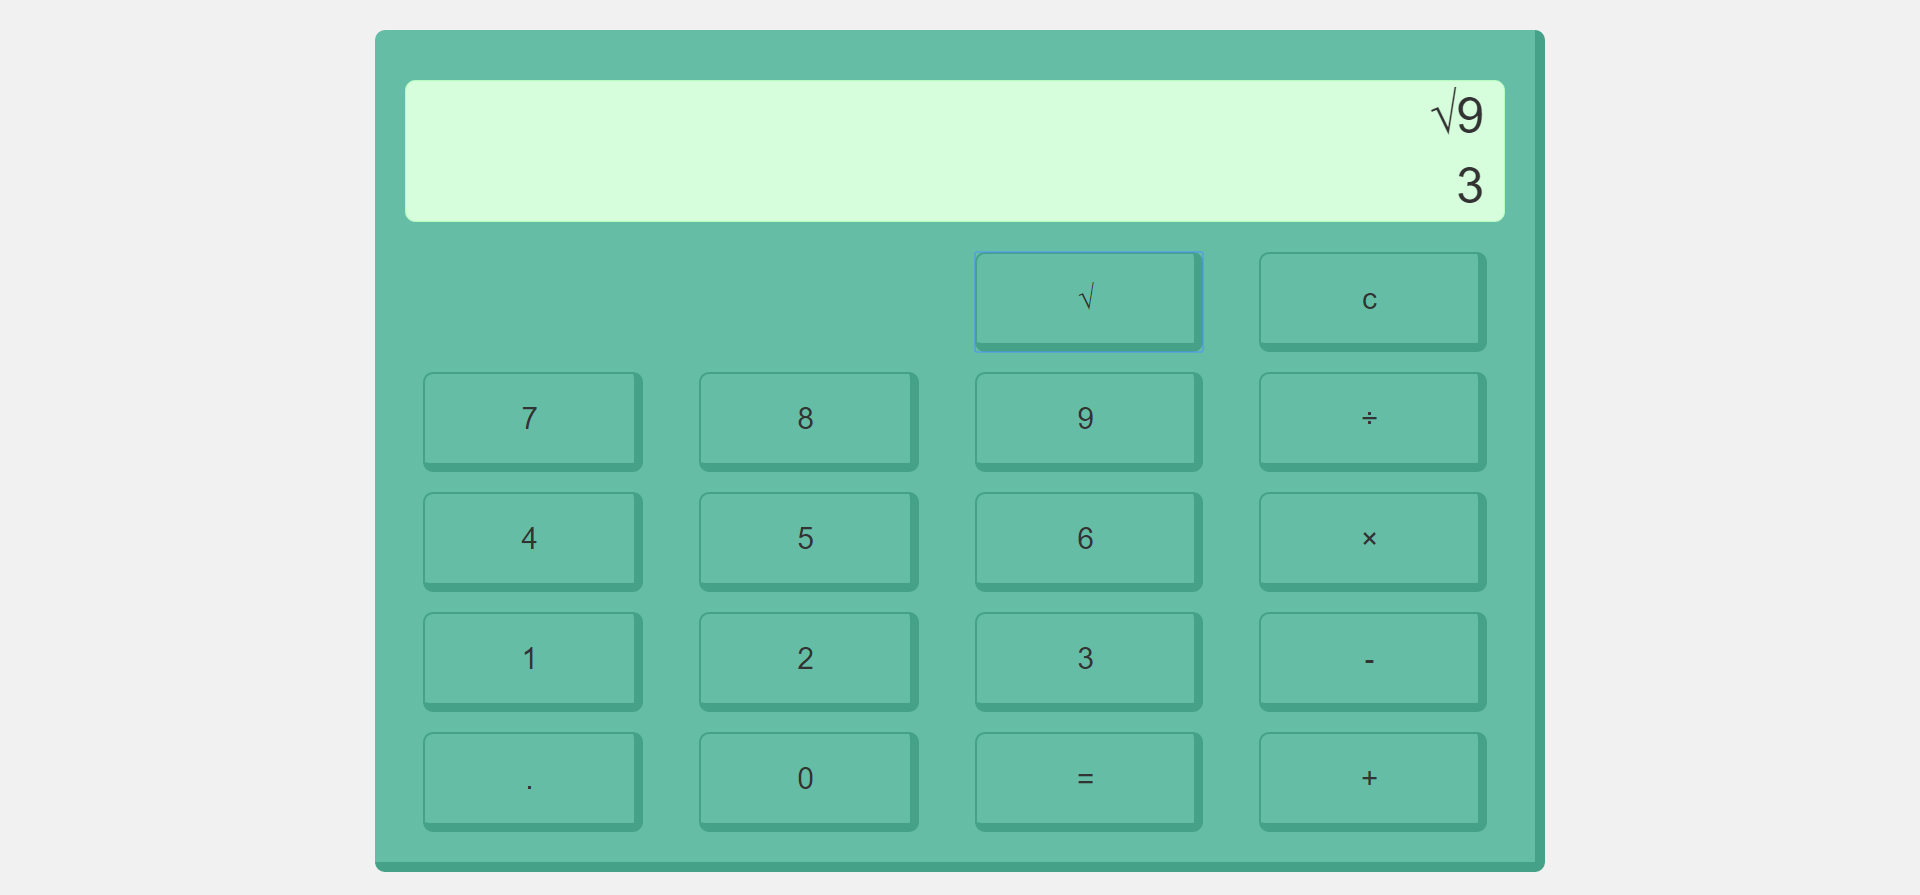 √9
3
√ c
7 8 9 ÷
4 5 6 ×
1 2 3 -
. 0 = +